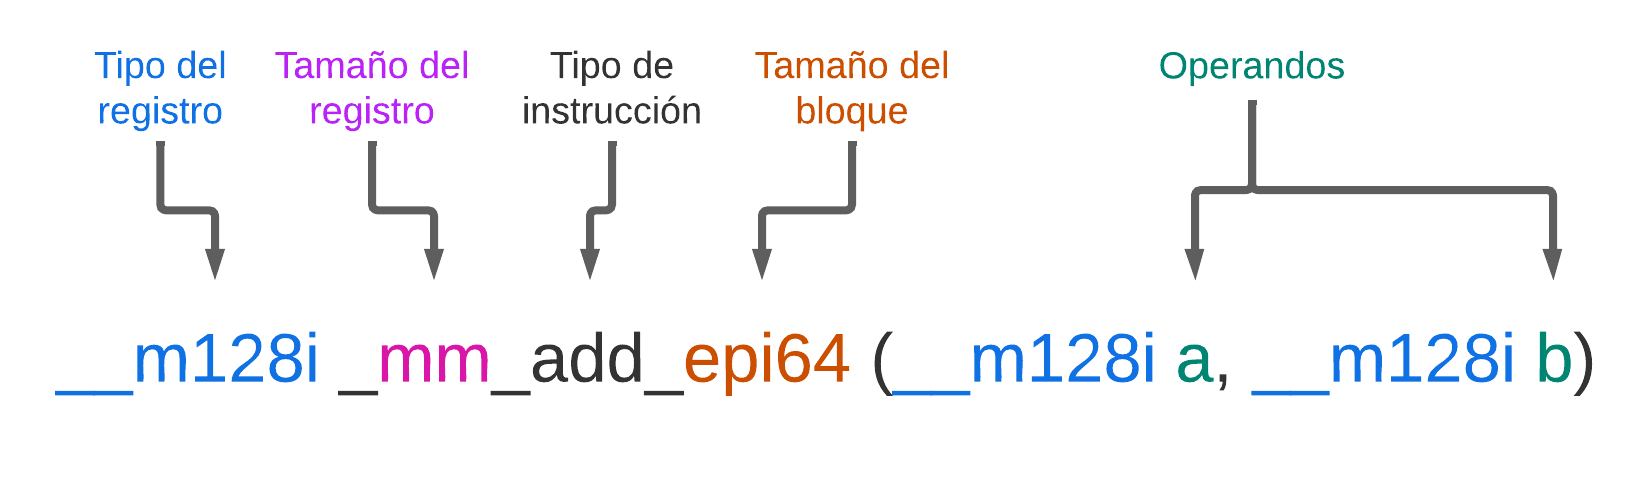 Tipo del
registro
Tamaño del
registro
Tipo de
instrucción
Tamaño del
bloque
Operandos
__m128i _mm_add_epi64 (__m128i a, __m128i b)